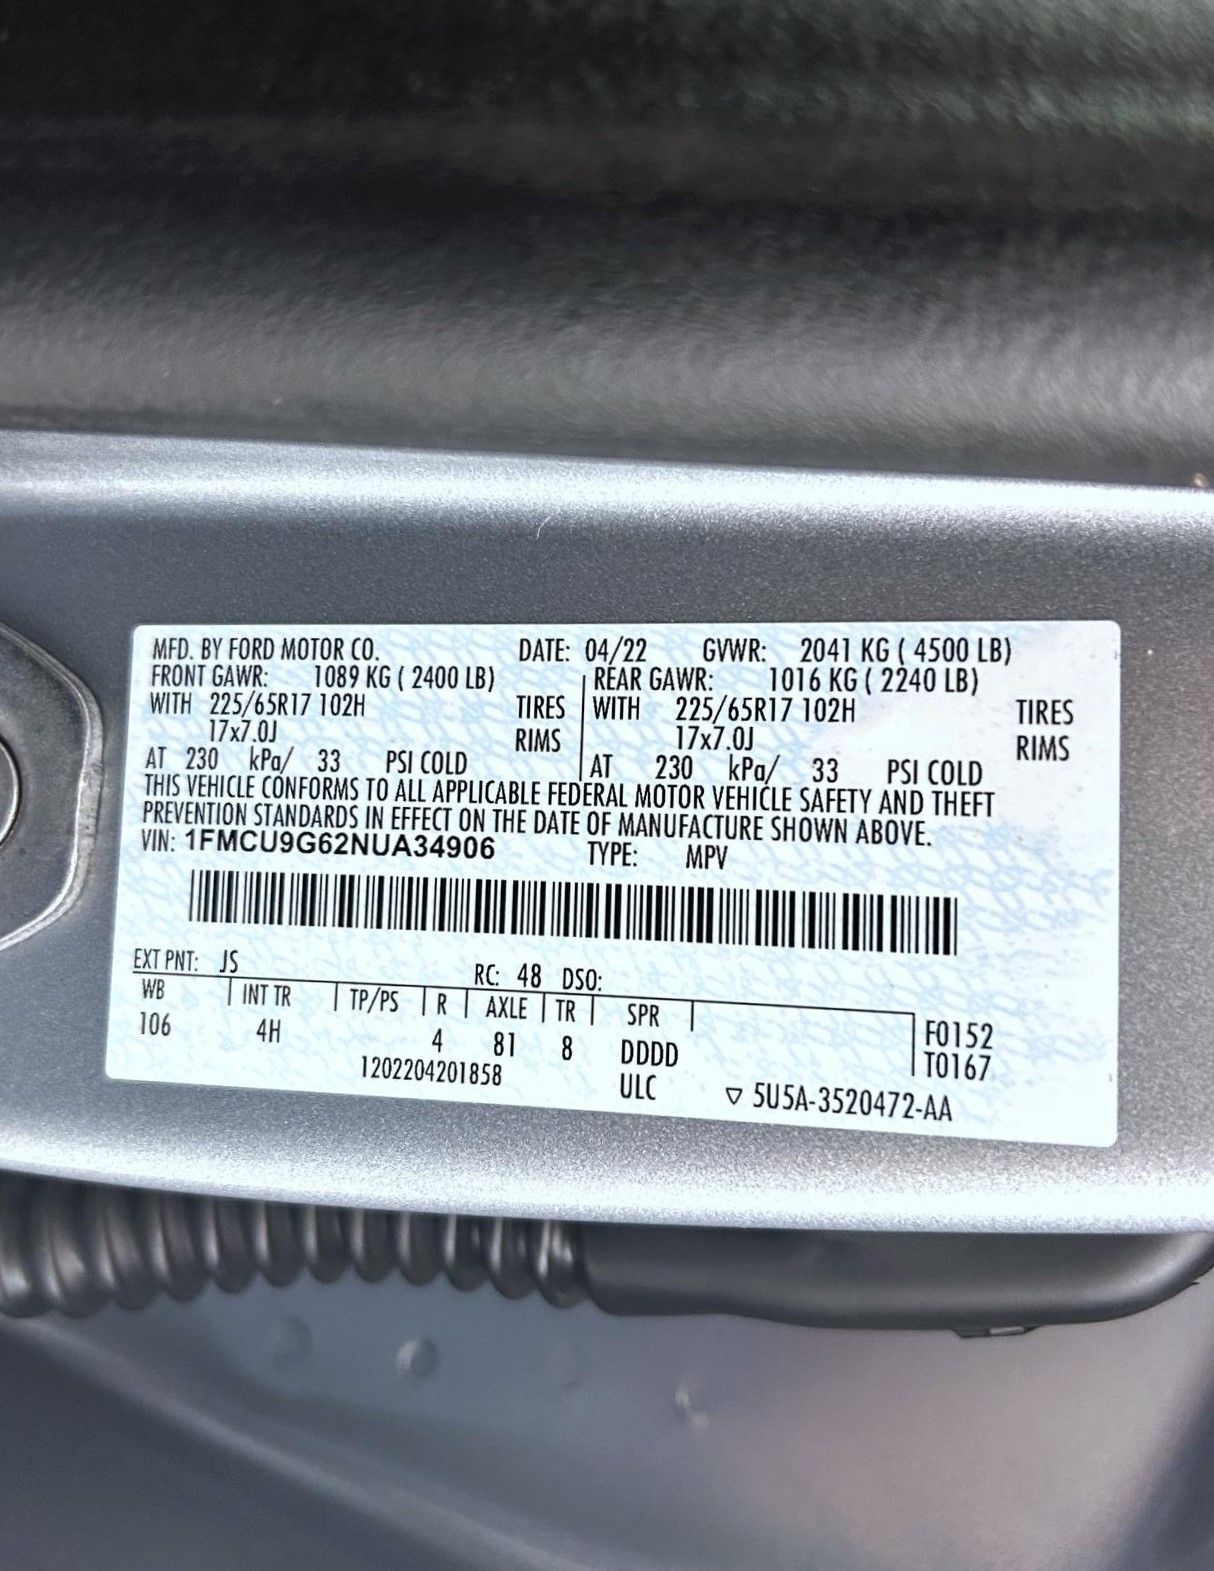 MFD. BY FORD MOTOR CO. DATE: 04/22 GVWR: 2041 KG ( 4500 LB)
FRONT GAWR: 1089 KG ( 2400 LB) REAR GAWR: 1016 KG ( 2240 LB)
WITH 225/65R17 102H TIRES WITH 225/65R17 102H TIRES
17x7.0J RIMS 17x7.0J RIMS
AT 230 kPa/ 33 PSI COLD AT 230 kPa/ 33 PSI COLD
THIS VEHICLE CONFORMS TO ALL APPLICABLE FEDERAL MOTOR VEHICLE SAFETY AND THEFT
PREVENTION STANDARDS IN EFFECT ON THE DATE OF MANUFACTURE SHOWN ABOVE.
VIN: 1FMCU9G62NUA34906 TYPE: MPV
EXT PNT: JS RC: 48 DSO:
WB INT TR TP/PS R AXLE TR SPR F0152
106 4H 4 81 8 DDDD T0167
1202204201858 ULC ▽ 5U5A-3520472-AA